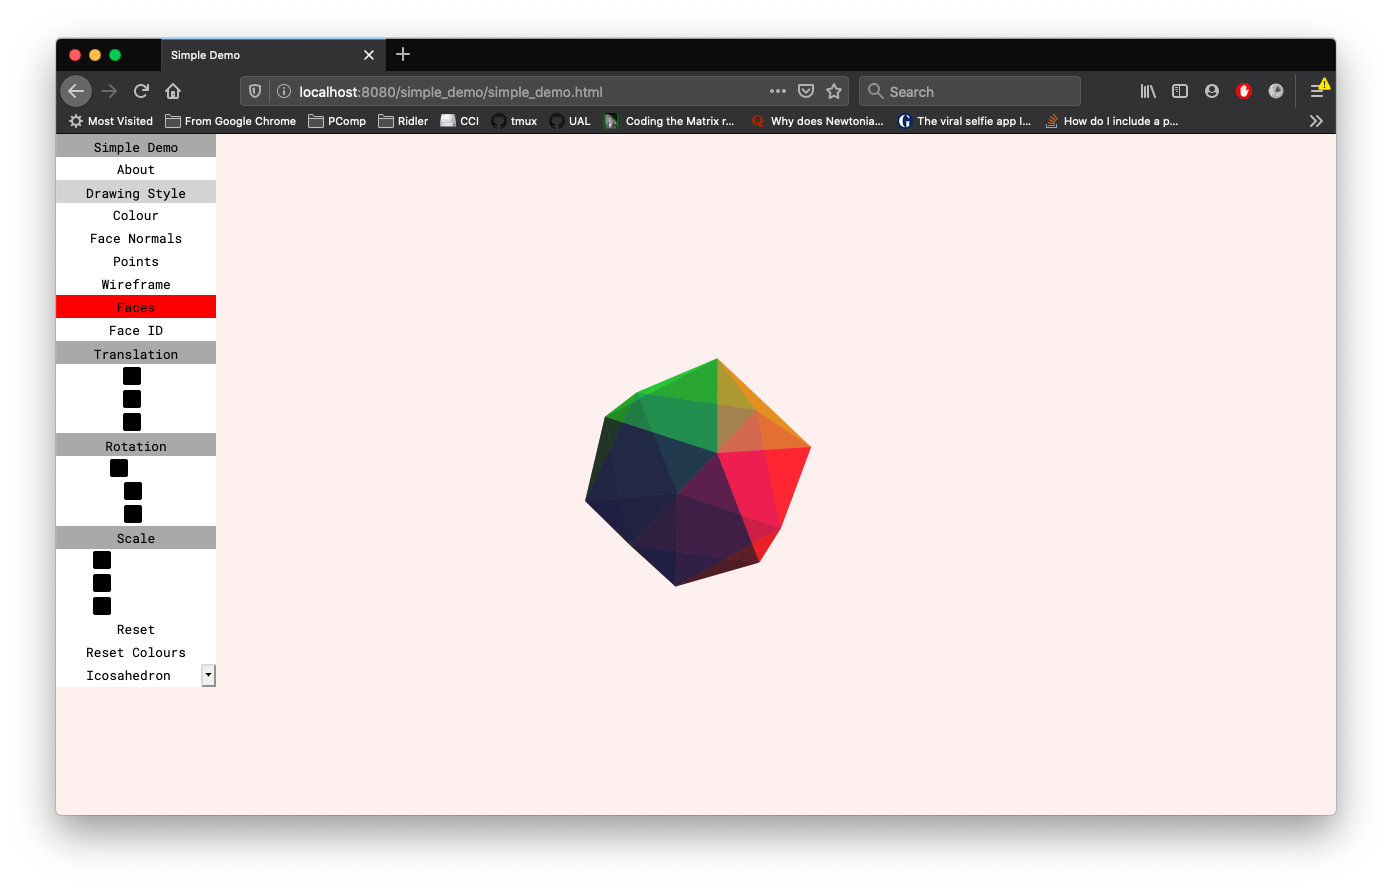 Simple Demo
localhost:8080/simple_demo/simple_demo.html
Search
Most Visited From Google Chrome PComp Ridler CCI tmux UAL Coding the Matrix r... Why does Newtonia... The viral selfie app l... How do I include a p...
Simple Demo
About
Drawing Style
Colour
Face Normals
Points
Wireframe
Faces
Face ID
Translation
Rotation
Scale
Reset
Reset Colours
Icosahedron